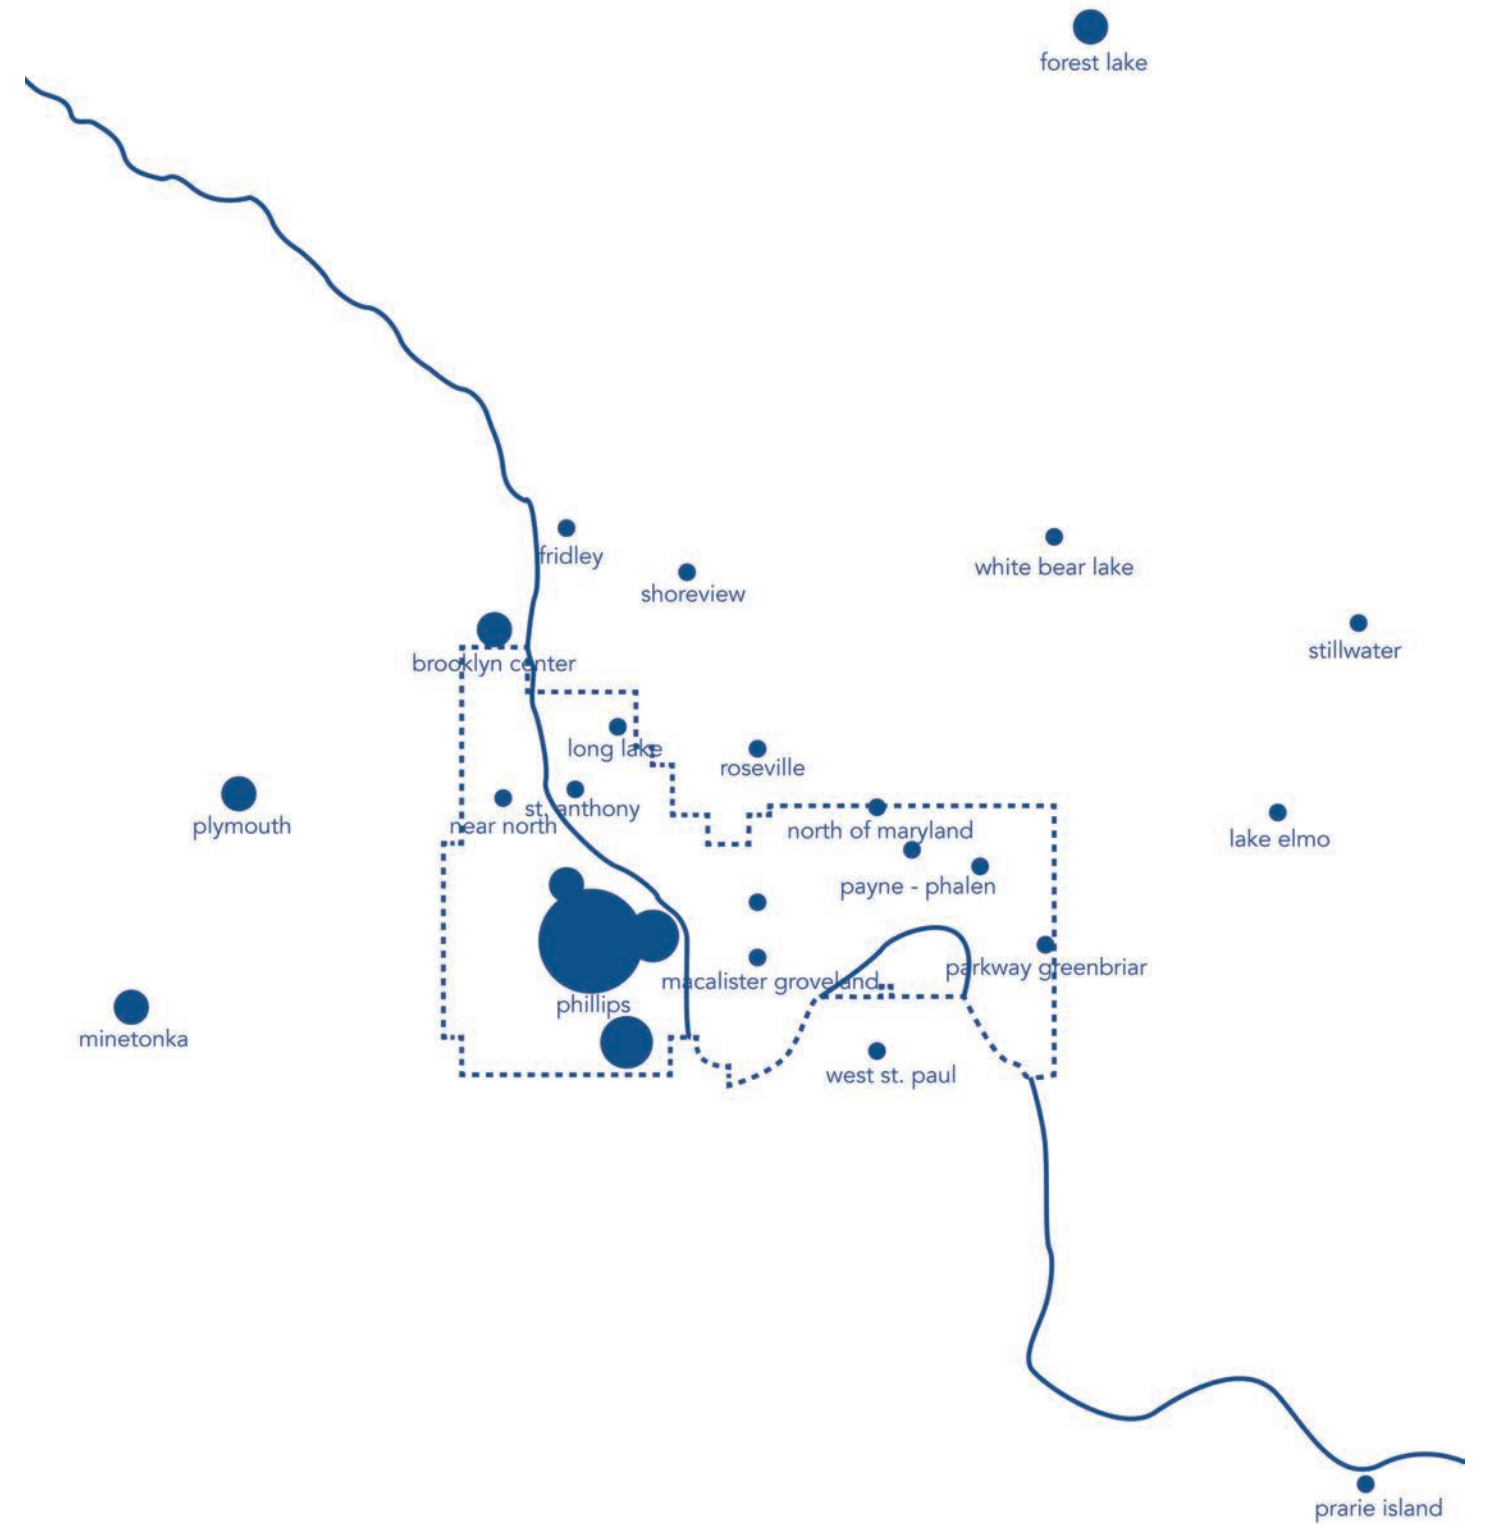 forest lake
fridley
white bear lake
shoreview
stillwater
brooklyn center
long lake
roseville
st. anthony
plymouth
near north
north of maryland
lake elmo
payne - phalen
parkway greenbriar
macalister groveland
phillips
minetonka
west st. paul
prarie island